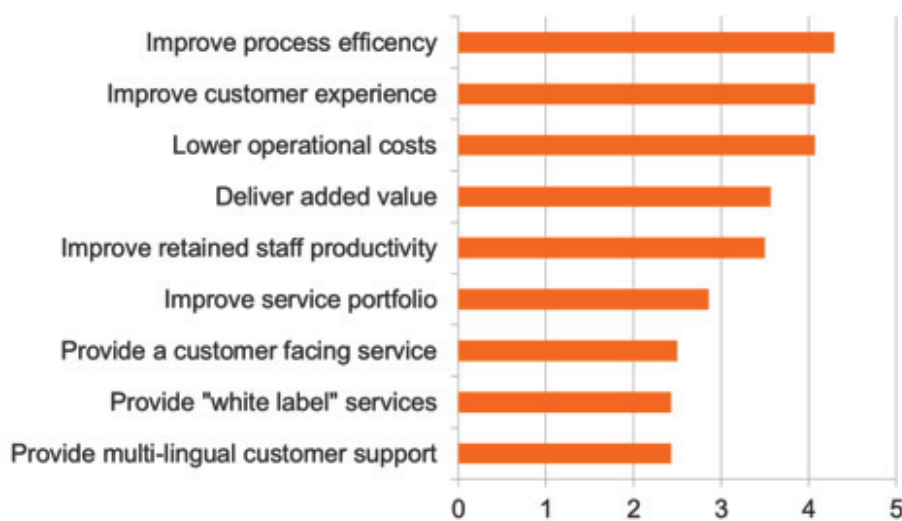 Improve process efficency
Improve customer experience
Lower operational costs
Deliver added value
Improve retained staff productivity
Improve service portfolio
Provide a customer facing service
Provide "white label" services
Provide multi-lingual customer support
0 1 2 3 4 5